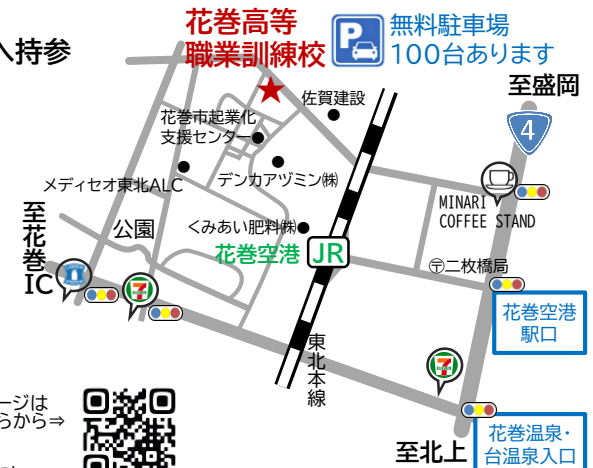 へ持参
花巻高等
職業訓練校
P
無料駐車場
100台あります
至盛岡
4
佐賀建設
花巻市起業化
支援センター
メディセオ東北ALC
デンカアヅミン㈱
MINARI
COFFEE STAND
至花巻IC
公園
くみあい肥料㈱
花巻空港
JR
〒二枚橋局
7
ELEVEN
花巻空港
駅口
東北本線
7
ELEVEN
ージは
らから⇒
至北上
花巻温泉・
台温泉入口